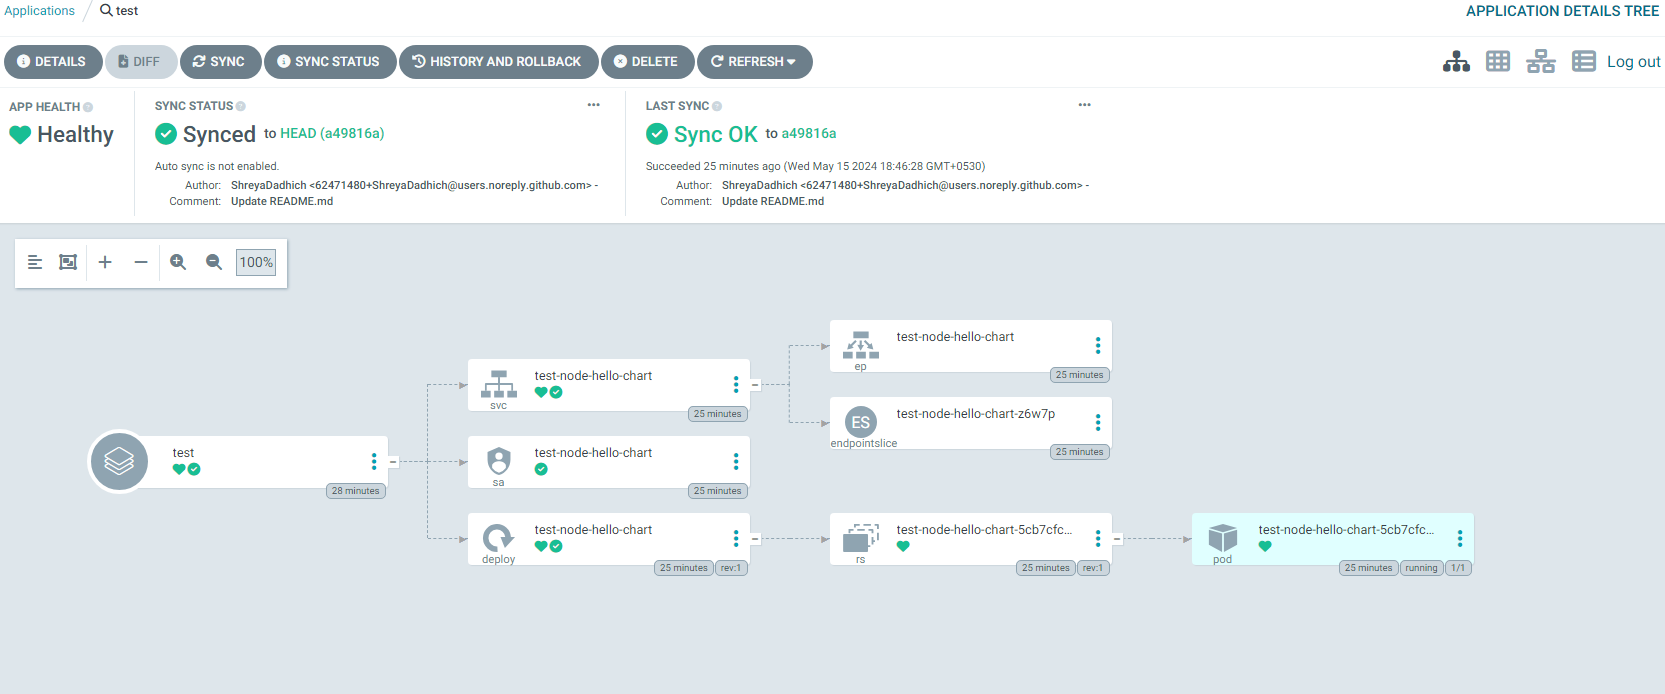 Applications
test
APPLICATION DETAILS TREE
DETAILS
DIFF
SYNC
SYNC STATUS
HISTORY AND ROLLBACK
DELETE
REFRESH
Log out
APP HEALTH
Healthy
SYNC STATUS
Synced to HEAD (a49816a)
Auto sync is not enabled.
Author: ShreyaDadhich <62471480+ShreyaDadhich@users.noreply.github.com> -
Comment: Update README.md
LAST SYNC
Sync OK to a49816a
Succeeded 25 minutes ago (Wed May 15 2024 18:46:28 GMT+0530)
Author: ShreyaDadhich <62471480+ShreyaDadhich@users.noreply.github.com> -
Comment: Update README.md
100%
test
28 minutes
test-node-hello-chart
svc
25 minutes
test-node-hello-chart
sa
25 minutes
test-node-hello-chart
deploy
25 minutes
rev:1
test-node-hello-chart
ep
25 minutes
ES
test-node-hello-chart-z6w7p
endpointslice
25 minutes
test-node-hello-chart-5cb7cfc...
rs
25 minutes
rev:1
test-node-hello-chart-5cb7cfc...
pod
25 minutes
running
1/1